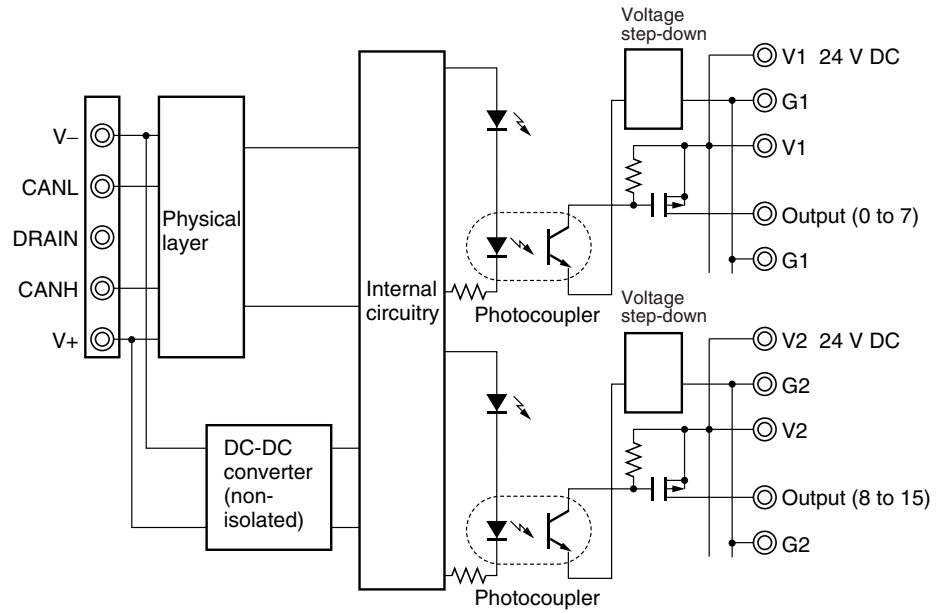 Voltage
step-down
V1 24 V DC
G1
V1
Output (0 to 7)
G1
V–
CANL
DRAIN
CANH
V+
Physical
layer
Internal
circuitry
Photocoupler
Voltage
step-down
V2 24 V DC
G2
V2
Output (8 to 15)
G2
DC-DC
converter
(non-
isolated)
Photocoupler